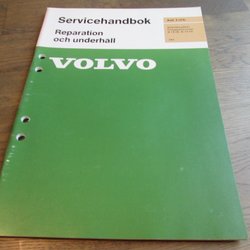 Servicehandbok
Reparation
och underhåll
VOLVO